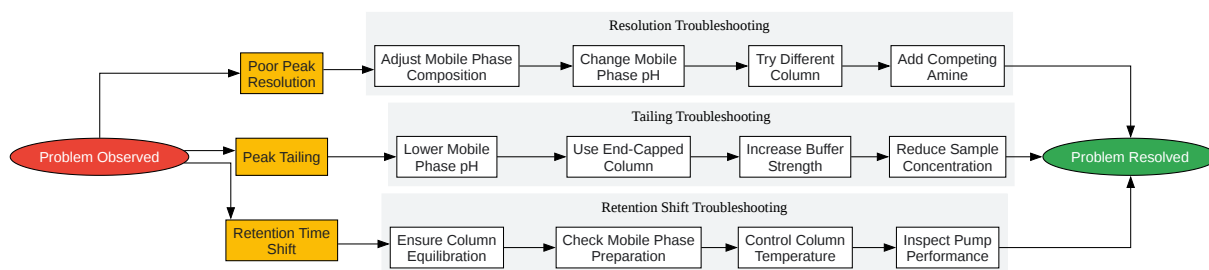 Resolution Troubleshooting
Poor Peak
Resolution
Adjust Mobile Phase
Composition
Change Mobile
Phase pH
Try Different
Column
Add Competing
Amine
Problem Observed
Tailing Troubleshooting
Peak Tailing
Lower Mobile
Phase pH
Use End-Capped
Column
Increase Buffer
Strength
Reduce Sample
Concentration
Problem Resolved
Retention Shift Troubleshooting
Retention Time
Shift
Ensure Column
Equilibration
Check Mobile Phase
Preparation
Control Column
Temperature
Inspect Pump
Performance